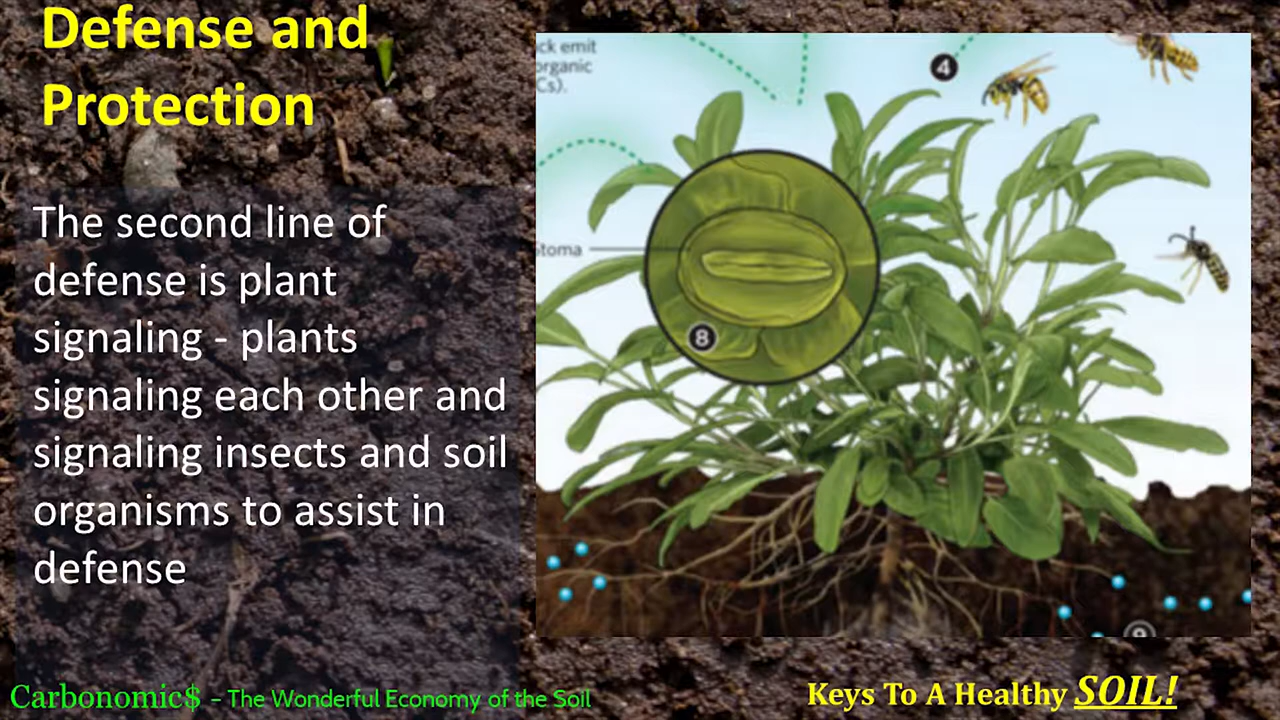 Defense and
Protection
The second line of
defense is plant
signaling - plants
signaling each other and
signaling insects and soil
organisms to assist in
defense
ck emit
organic
Cs).
4
toma
8
9
Carbonomic$ – The Wonderful Economy of the Soil
Keys To A Healthy SOIL!